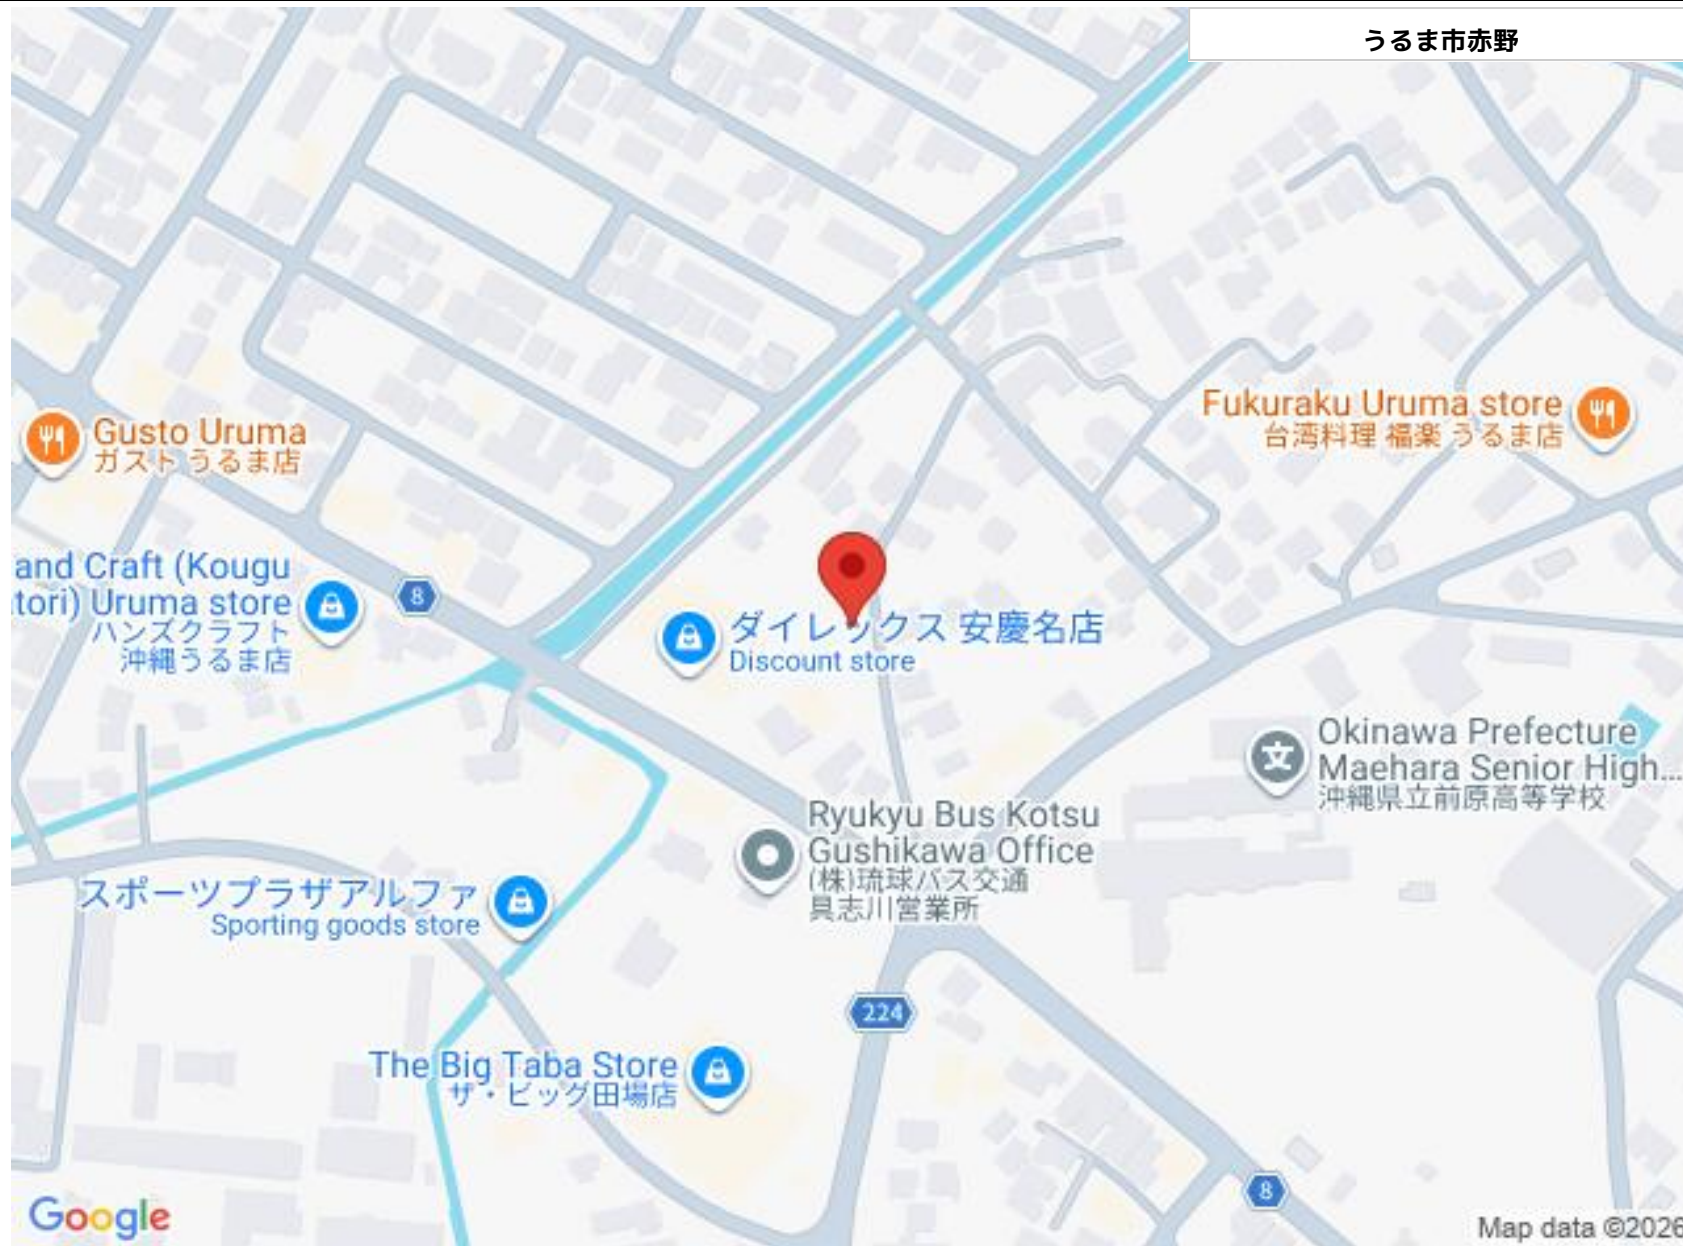 うるま市赤野
Fukuraku Uruma store
台湾料理 福楽 うるま店
Gusto Uruma
ガスト うるま店
and Craft (Kougu
tori) Uruma store
ハンズクラフト
沖縄うるま店
8
ダイレックス 安慶名店
Discount store
Okinawa Prefecture
Maehara Senior High...
沖縄県立前原高等学校
Ryukyu Bus Kotsu
Gushikawa Office
(株)琉球バス交通
具志川営業所
スポーツプラザアルファ
Sporting goods store
224
The Big Taba Store
ザ・ビッグ田場店
8
Google
Map data ©2026